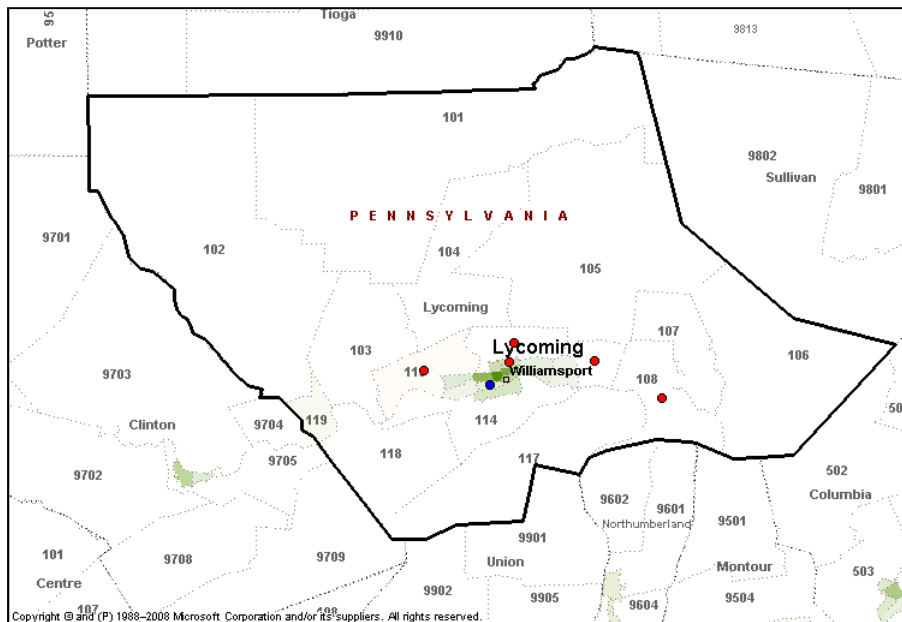 95
Tioga
Potter
9910
9813
101
9802
Sullivan
9801
PENNSYLVANIA
9701
102
104
105
Lycoming
107
103
106
Lycoming
Williamsport
9703
108
119
9704
Clinton
114
118
9705
117
9702
502
Columbia
9602
9601
Northumberland
9501
9901
101
9708
9709
Union
Montour
Centre
503
107
9902
9905
9604
9504
Copyright © and (P) 1988–2008 Microsoft Corporation and/or its suppliers. All rights reserved.